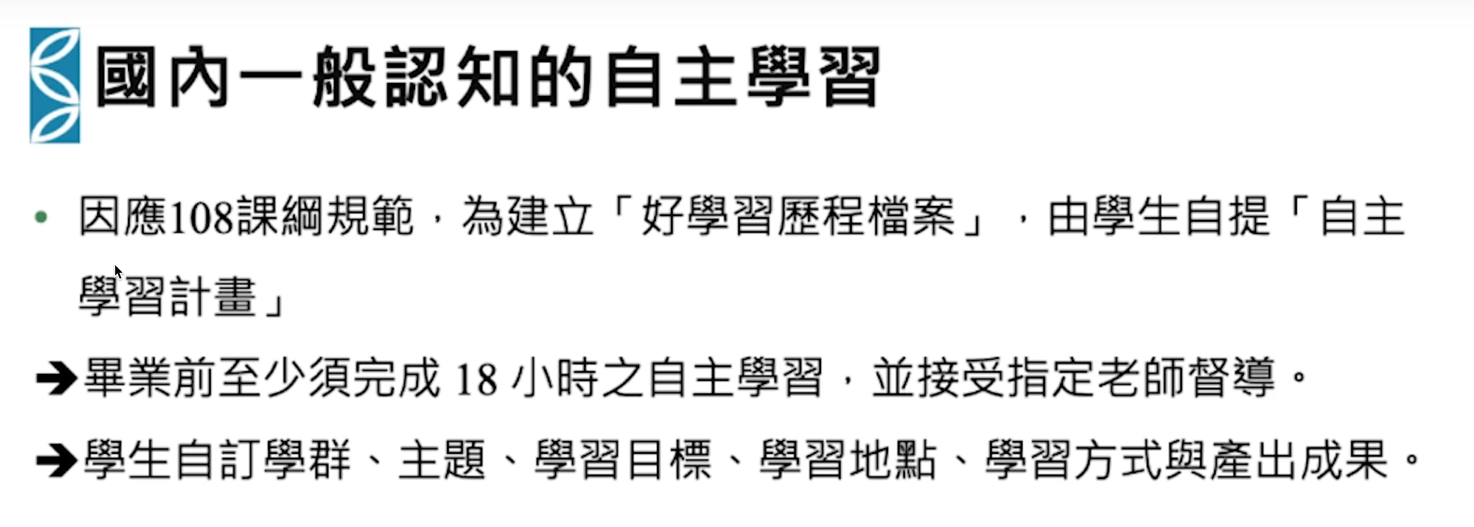 國內一般認知的自主學習
• 因應108課綱規範，為建立「好學習歷程檔案」，由學生自提「自主
學習計畫」
➔畢業前至少須完成 18 小時之自主學習，並接受指定老師督導。
➔學生自訂學群、主題、學習目標、學習地點、學習方式與產出成果。